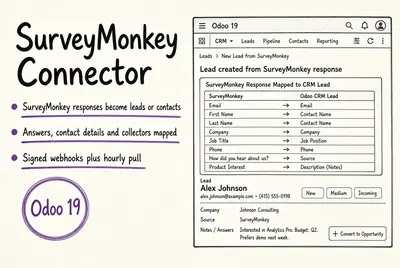 SurveyMonkey
Connector
SurveyMonkey responses become leads or contacts
Answers, contact details and collectors mapped
Signed webhooks plus hourly pull
Odoo 19
Odoo 19
CRM Leads Pipeline Contacts Reporting
Leads > New Lead from SurveyMonkey
Lead created from SurveyMonkey response
SurveyMonkey Response Mapped to CRM Lead
SurveyMonkey Odoo CRM Lead
Email → Email
First Name → Contact Name
Last Name → Contact Name
Company → Company
Job Title → Job Position
Phone → Phone
How did you hear about us? → Source
Product Interest → Description (Notes)
Lead
Alex Johnson
alex.johnson@example • (415) 555-0198
New Medium Incoming
Company Johnson Consulting
Source SurveyMonkey
Notes / Answers Interested in Analytics Pro. Budget: Q2.
Prefers demo next week.
+ Convert to Opportunity